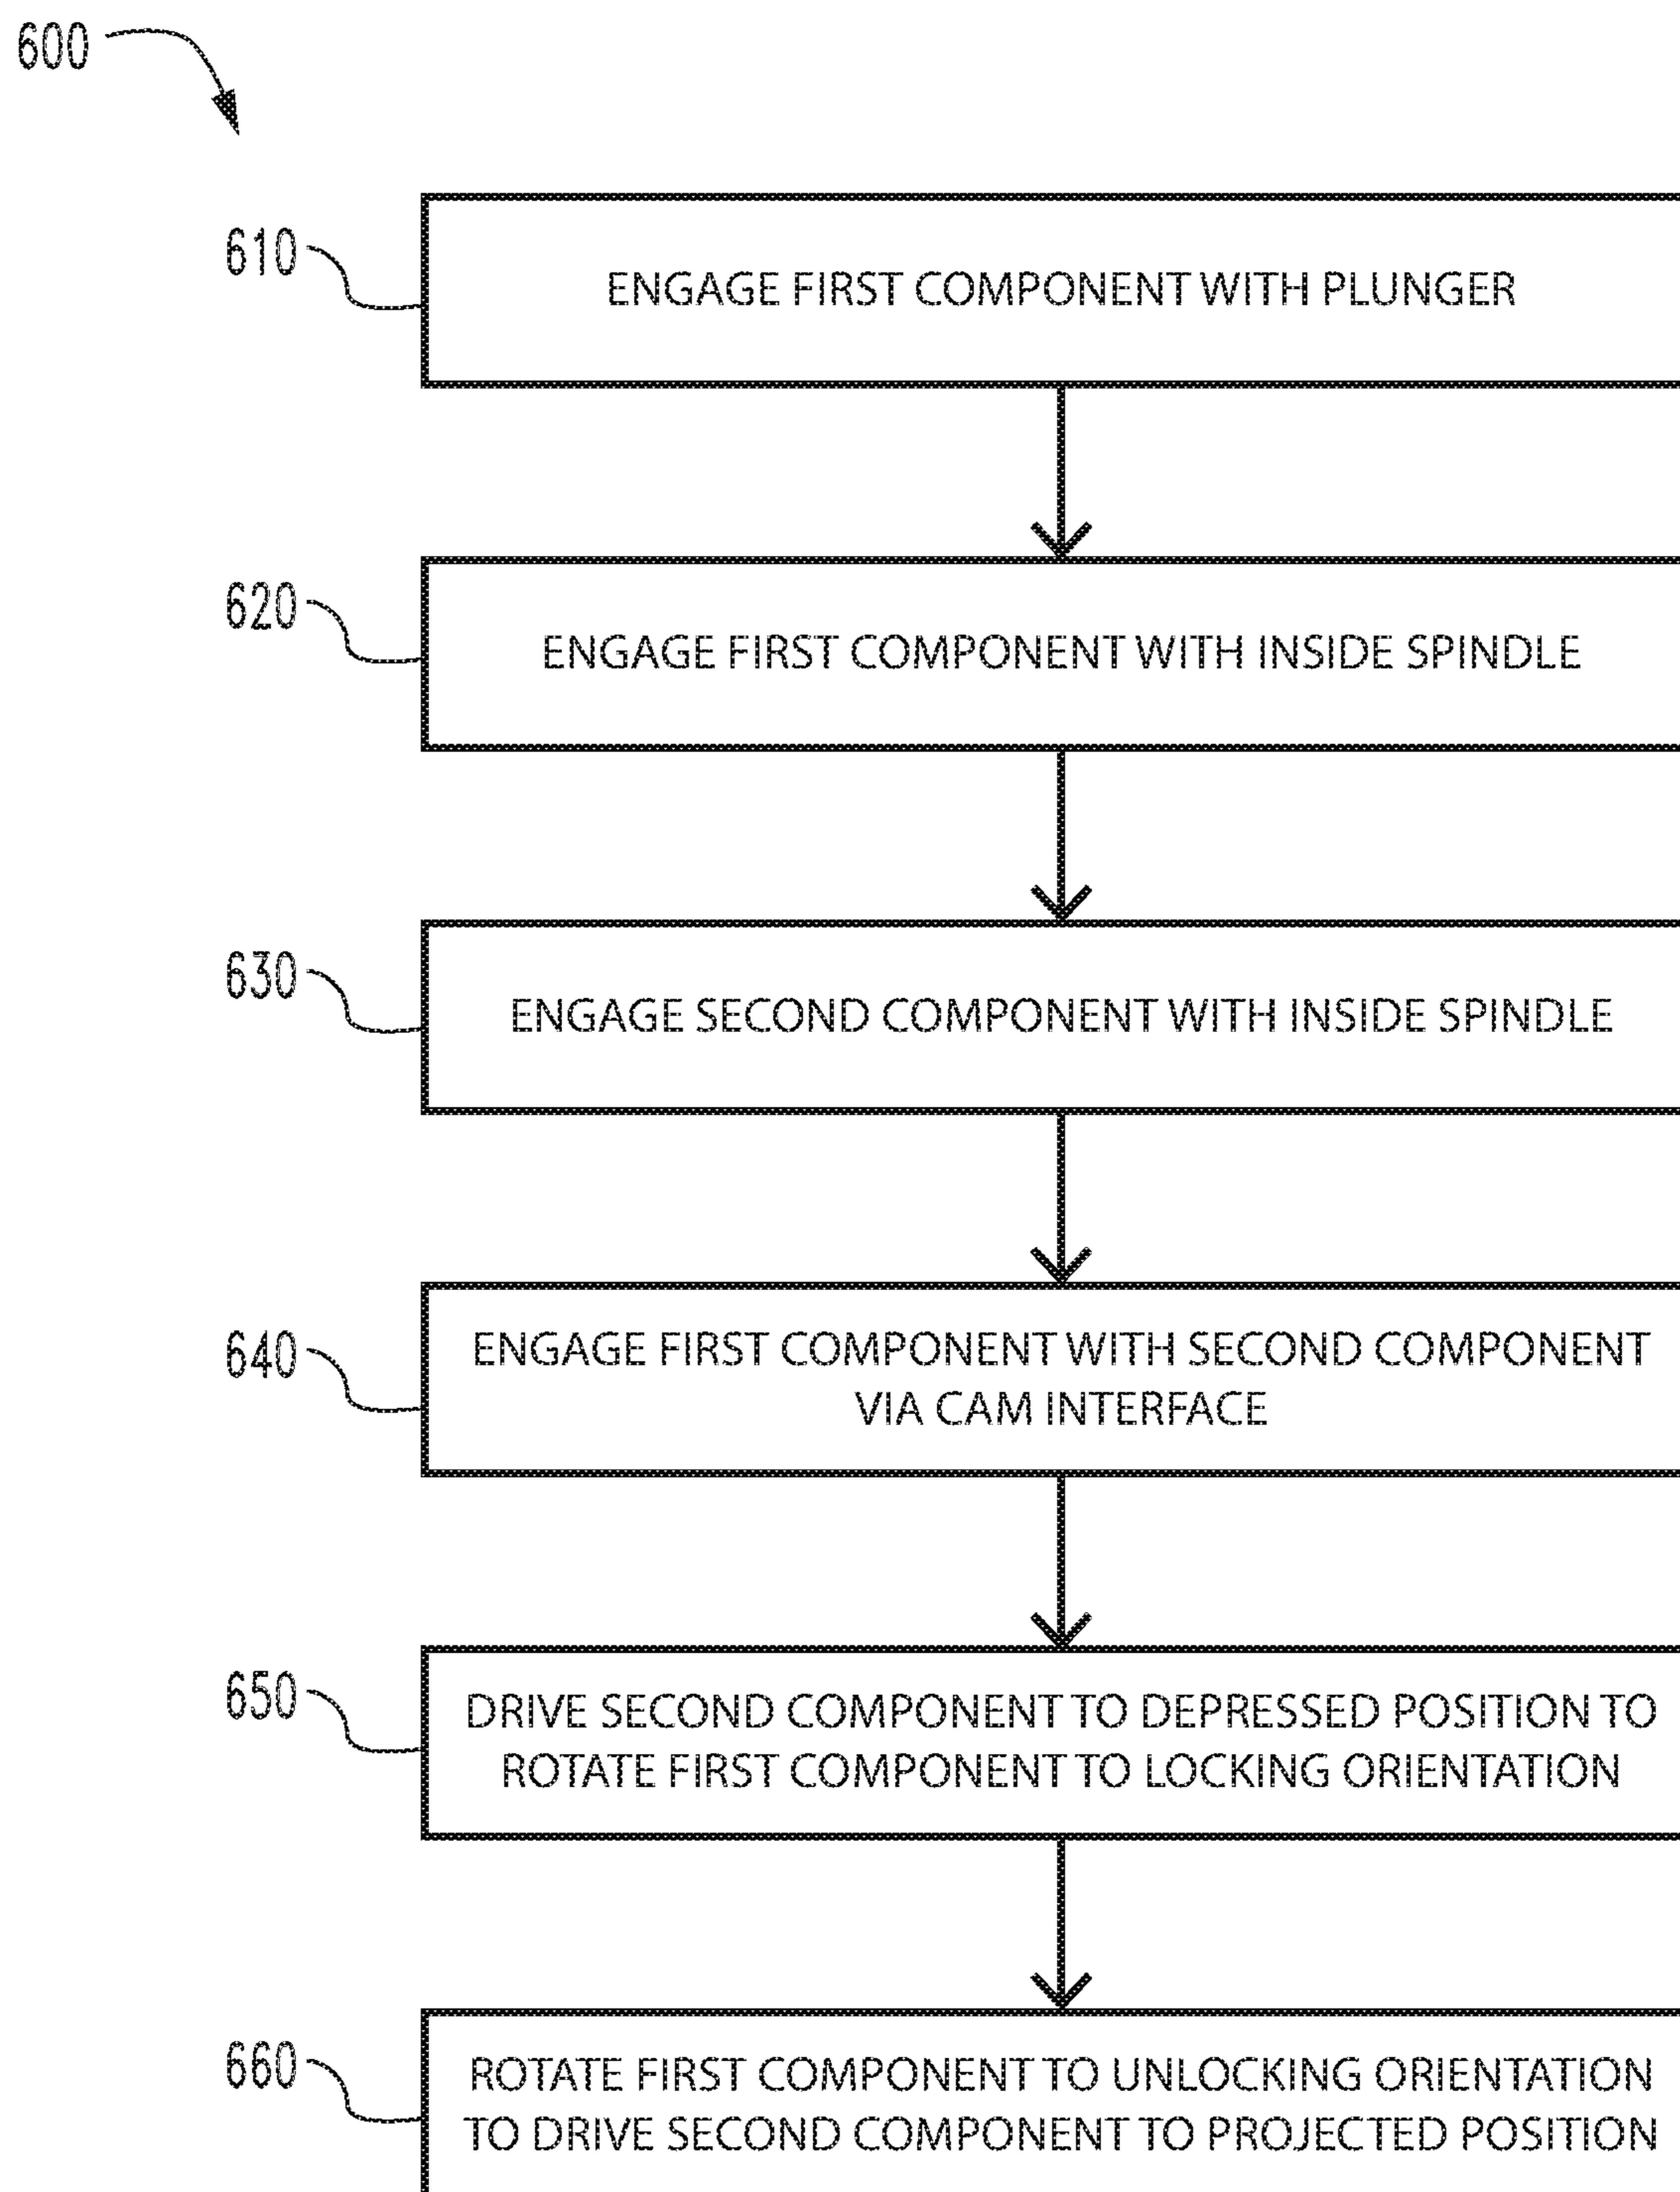 600
610
ENGAGE FIRST COMPONENT WITH PLUNGER
620
ENGAGE FIRST COMPONENT WITH INSIDE SPINDLE
630
ENGAGE SECOND COMPONENT WITH INSIDE SPINDLE
640
ENGAGE FIRST COMPONENT WITH SECOND COMPONENT
VIA CAM INTERFACE
650
DRIVE SECOND COMPONENT TO DEPRESSED POSITION TO
ROTATE FIRST COMPONENT TO LOCKING ORIENTATION
660
ROTATE FIRST COMPONENT TO UNLOCKING ORIENTATION
TO DRIVE SECOND COMPONENT TO PROJECTED POSITION